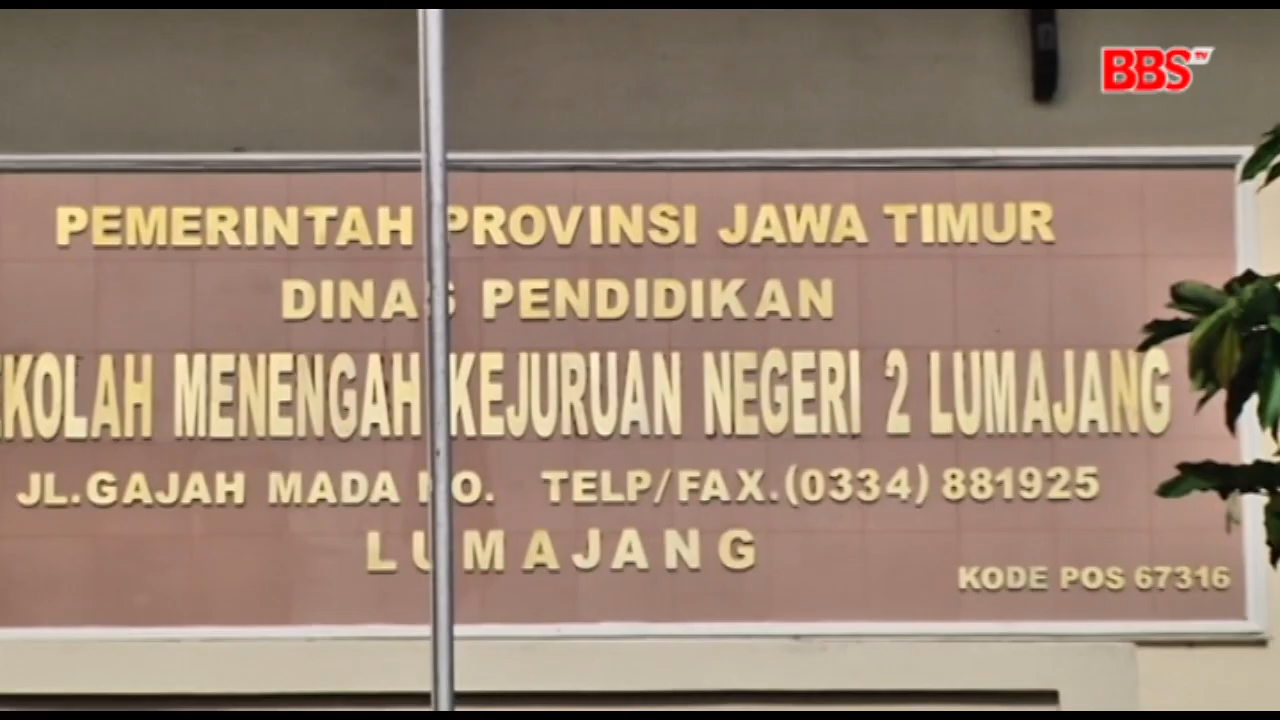 BBS TV
PEMERINTAH PROVINSI JAWA TIMUR
DINAS PENDIDIKAN
EKOLAH MENENGAH KEJURUAN NEGERI 2 LUMAJANG
JL.GAJAH MADA NO. TELP/FAX.(0334) 881925
LUMAJANG
KODE POS 67316